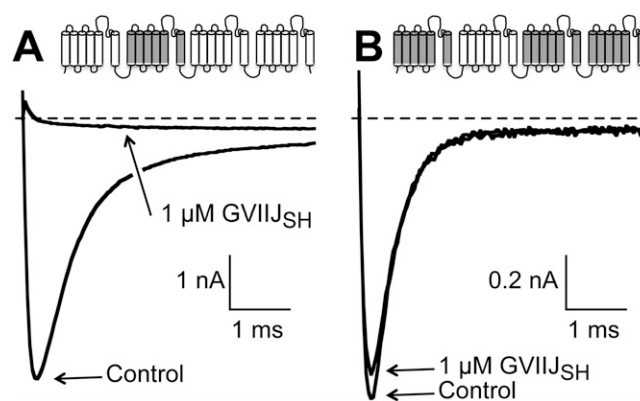 A
B
1 µM GVIIJSH
1 nA
1 ms
Control
0.2 nA
1 ms
1 µM GVIIJSH
Control